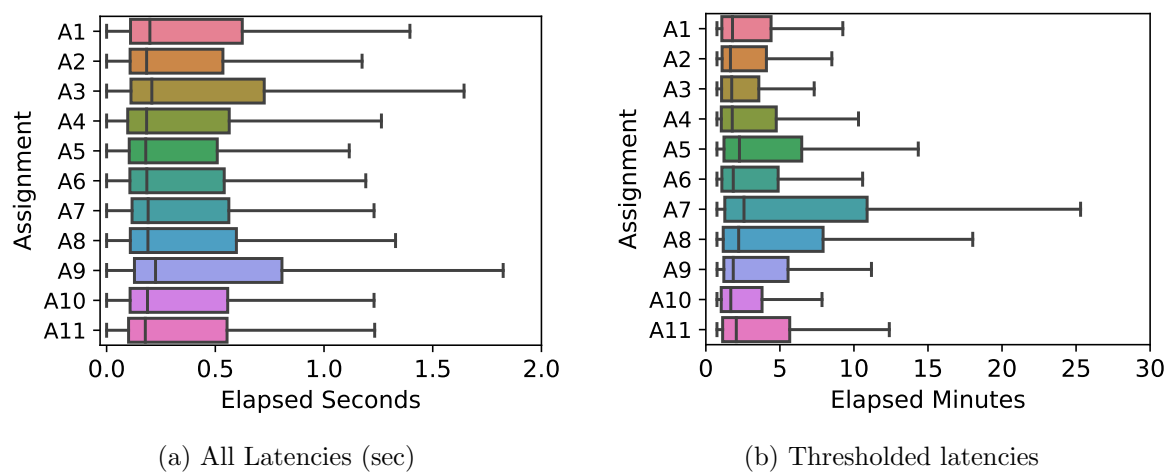 Assignment
A1
A2
A3
A4
A5
A6
A7
A8
A9
A10
A11
0.0 0.5 1.0 1.5 2.0
Elapsed Seconds
(a) All Latencies (sec)
Assignment
A1
A2
A3
A4
A5
A6
A7
A8
A9
A10
A11
0 5 10 15 20 25 30
Elapsed Minutes
(b) Thresholded latencies